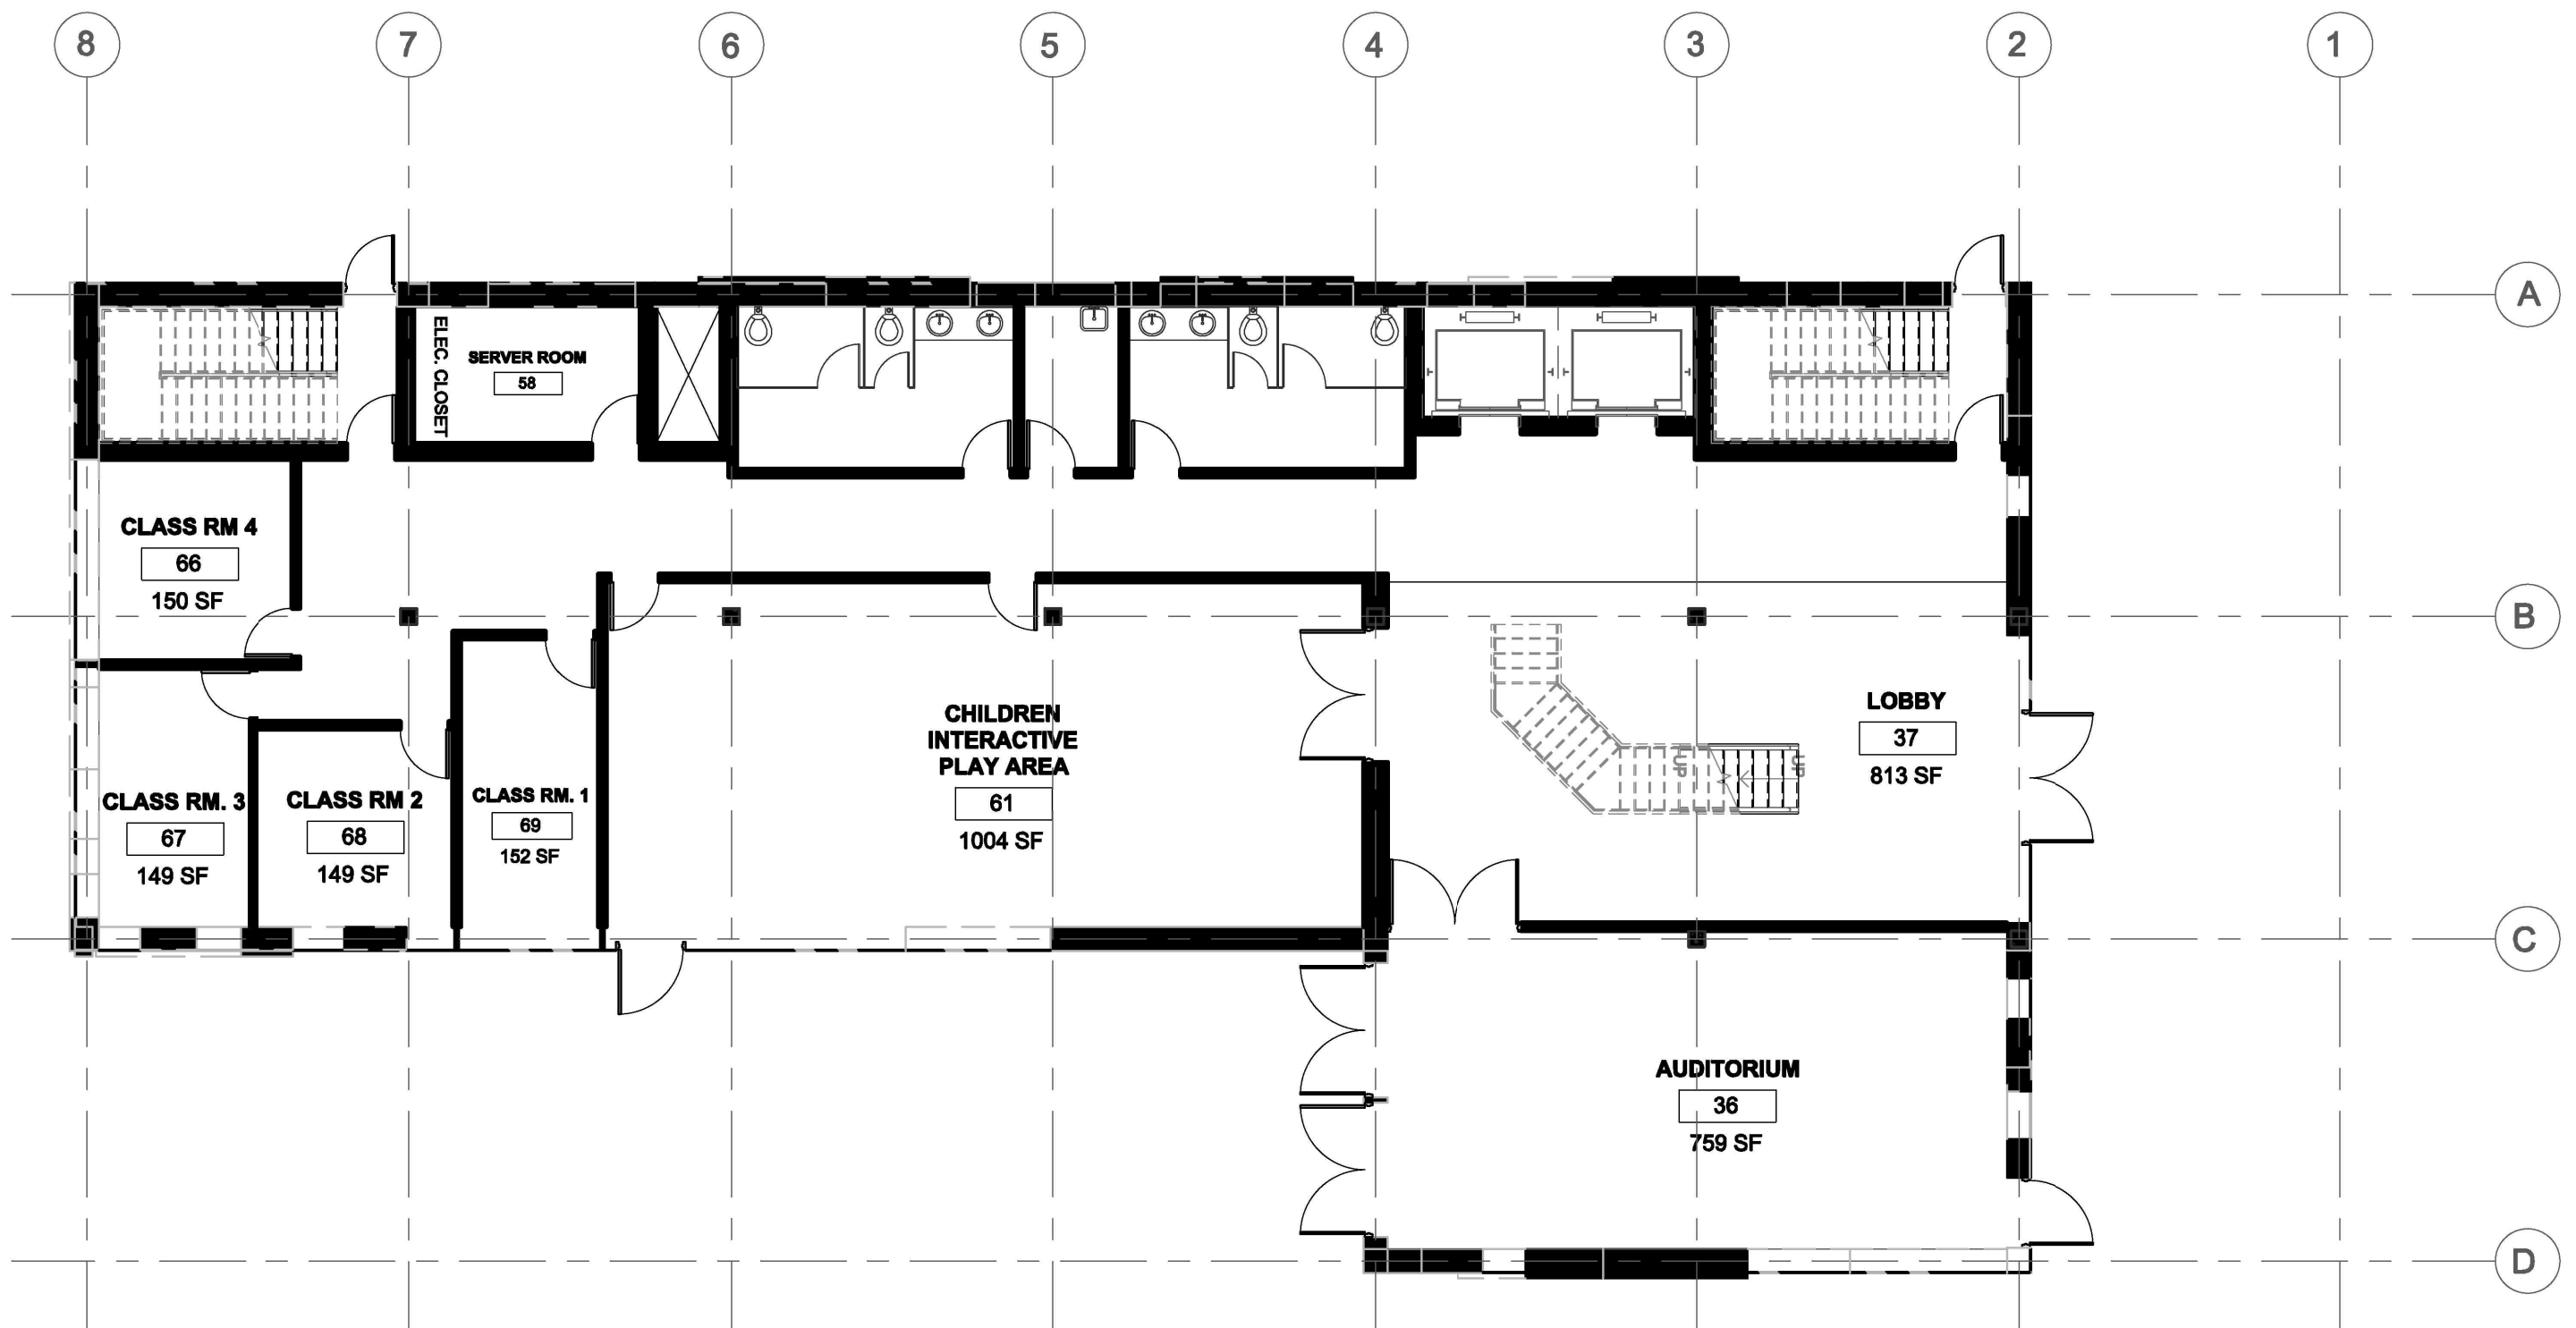 8
7
6
5
4
3
2
1
A
B
C
D
ELEC. CLOSET
SERVER ROOM
58
CLASS RM 4
66
150 SF
CLASS RM. 3
67
149 SF
CLASS RM 2
68
149 SF
CLASS RM. 1
69
152 SF
CHILDREN
INTERACTIVE
PLAY AREA
61
1004 SF
UP
UP
LOBBY
37
813 SF
AUDITORIUM
36
759 SF